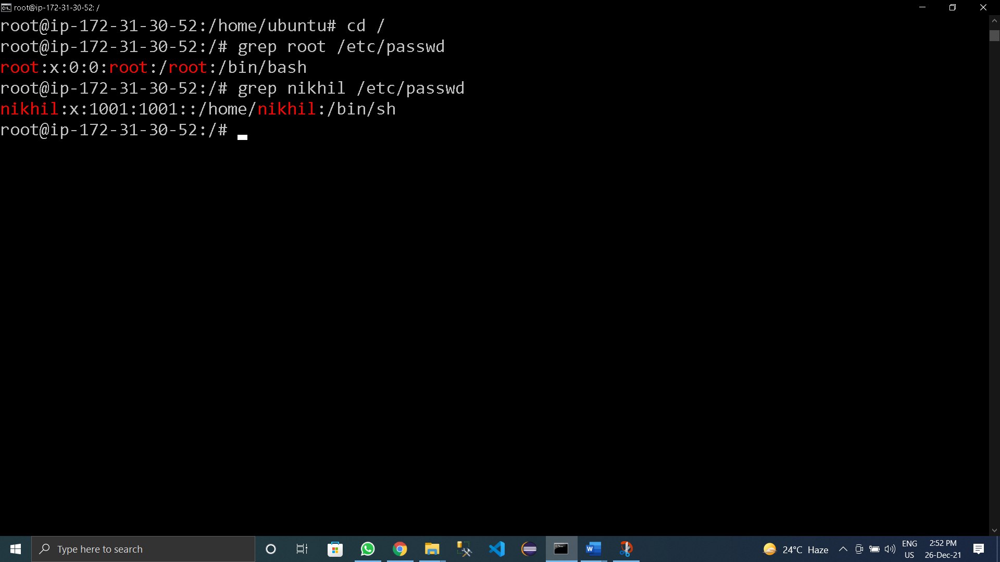 root@ip-172-31-30-52: /
root@ip-172-31-30-52:/home/ubuntu# cd /
root@ip-172-31-30-52:/# grep root /etc/passwd
root:x:0:0:root:/root:/bin/bash
root@ip-172-31-30-52:/# grep nikhil /etc/passwd
nikhil:x:1001:1001::/home/nikhil:/bin/sh
root@ip-172-31-30-52:/#
Type here to search
24°C Haze
ENG
US
2:52 PM
26-Dec-21